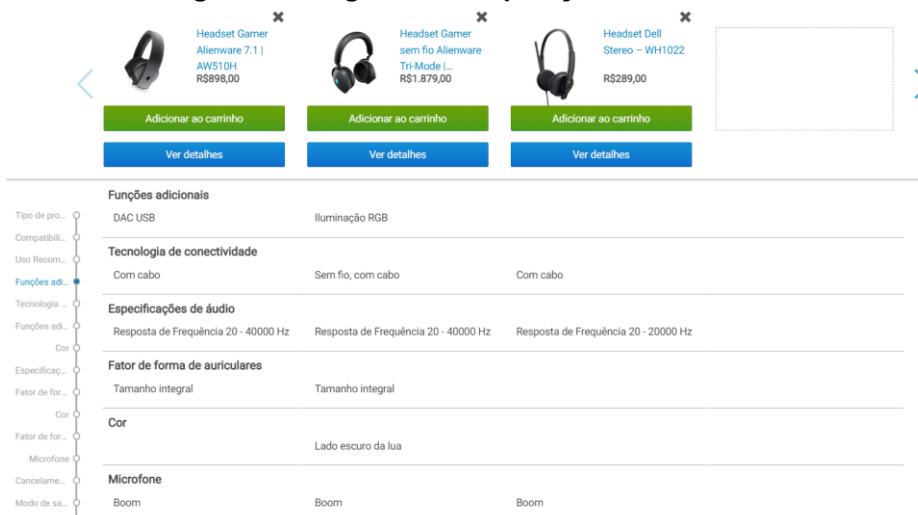 Headset Gamer
Alienware 7.1 |
AW510H
R$898,00
Headset Gamer
sem fio Alienware
Tri-Mode |...
R$1.879,00
Headset Dell
Stereo – WH1022
R$289,00
Adicionar ao carrinho
Adicionar ao carrinho
Adicionar ao carrinho
Ver detalhes
Ver detalhes
Ver detalhes
Tipo de pro...
Compatibili...
Uso Recom...
Funções adi...
Tecnologia ...
Funções adi...
Cor
Especificaç...
Fator de for...
Cor
Fator de for...
Microfone
Cancelame...
Modo de sa...
Funções adicionais
DAC USB
Iluminação RGB
Tecnologia de conectividade
Com cabo
Sem fio, com cabo
Com cabo
Especificações de áudio
Resposta de Frequência 20 - 40000 Hz
Resposta de Frequência 20 - 40000 Hz
Resposta de Frequência 20 - 20000 Hz
Fator de forma de auriculares
Tamanho integral
Tamanho integral
Cor
Lado escuro da lua
Microfone
Boom
Boom
Boom